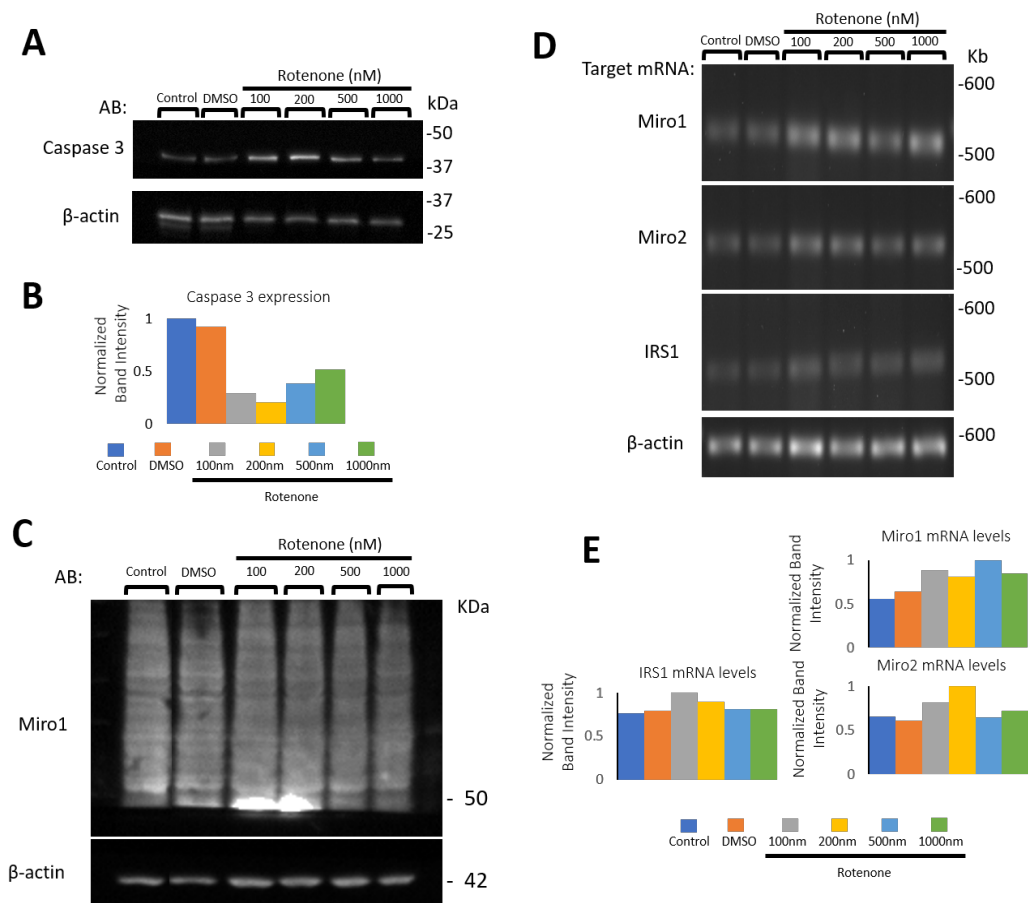 A
Rotenone (nM)
AB: Control DMSO 100 200 500 1000 kDa
Caspase 3
-50
-37
β-actin
-37
-25
B
Caspase 3 expression
Normalized
Band Intensity
1
0.5
0
Control DMSO 100nm 200nm 500nm 1000nm
Rotenone
C
Rotenone (nM)
AB: Control DMSO 100 200 500 1000
KDa
Miro1
- 50
β-actin
- 42
D
Rotenone (nM)
Control DMSO 100 200 500 1000
Target mRNA:
Kb
-600
Miro1
-500
-600
Miro2
-500
-600
IRS1
-500
β-actin
-600
E
Miro1 mRNA levels
Normalized Band
Intensity
1
0.5
0
IRS1 mRNA levels
Normalized
Band Intensity
1
0.5
0
Miro2 mRNA levels
Normalized Band
Intensity
1
0.5
0
Control DMSO 100nm 200nm 500nm 1000nm
Rotenone